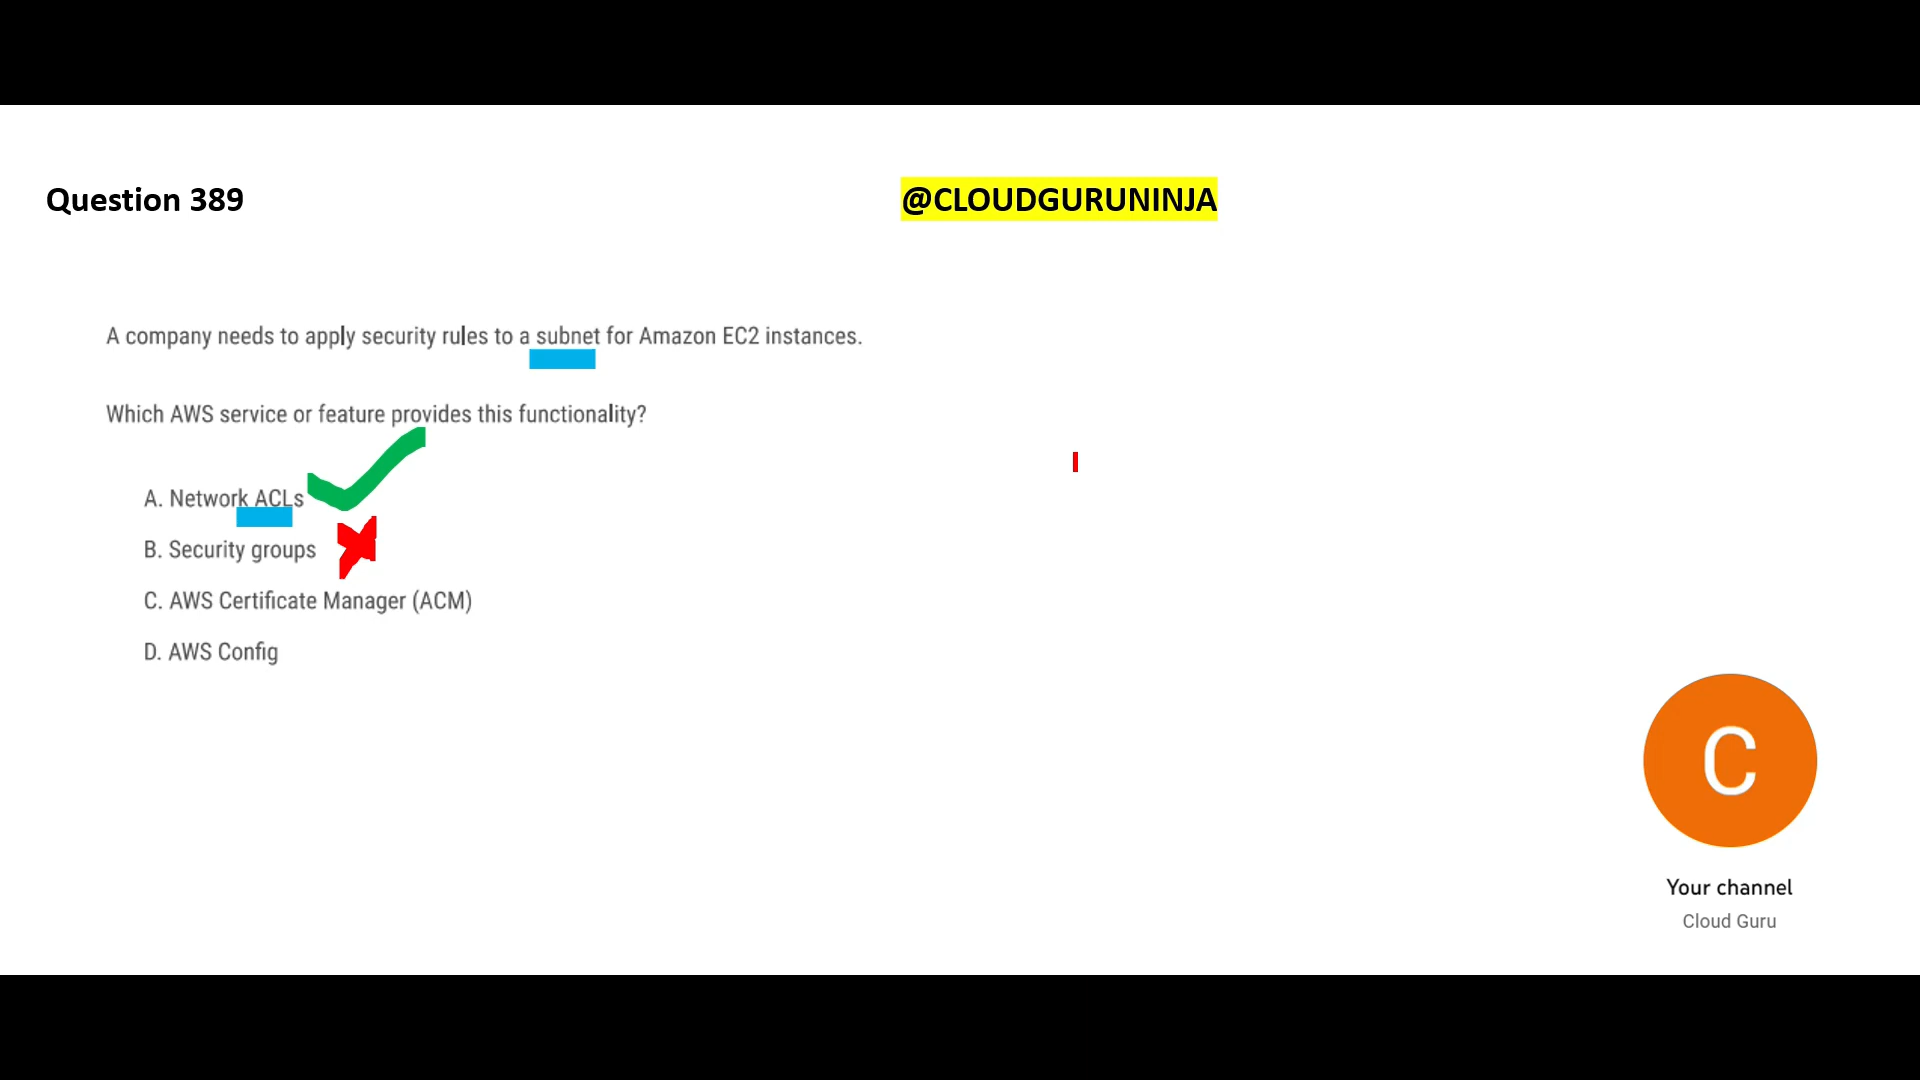 Question 389
@CLOUDGURUNINJA
A company needs to apply security rules to a subnet for Amazon EC2 instances.
Which AWS service or feature provides this functionality?
A. Network ACLs
B. Security groups
C. AWS Certificate Manager (ACM)
D. AWS Config
C
Your channel
Cloud Guru